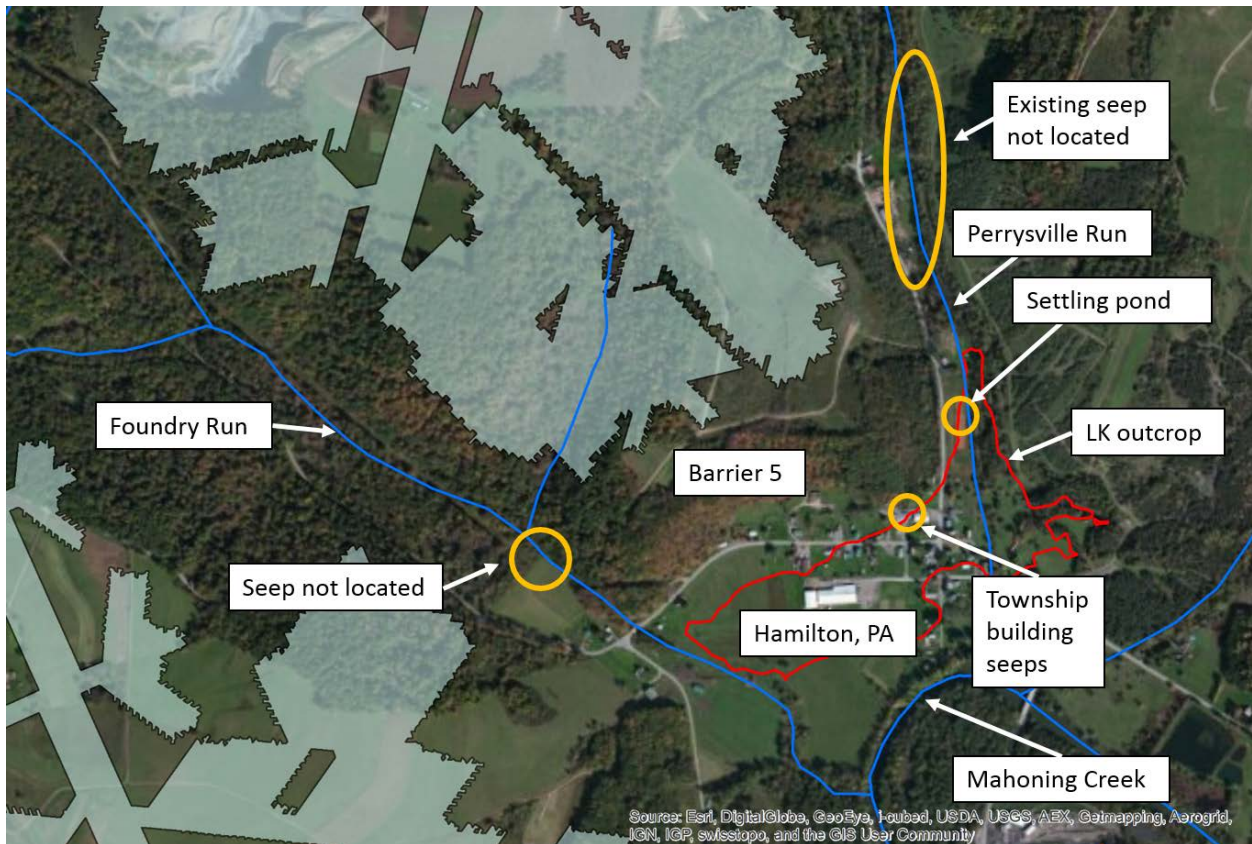 Existing seep
not located
Perrysville Run
Settling pond
Foundry Run
LK outcrop
Barrier 5
Seep not located
Hamilton, PA
Township
building
seeps
Mahoning Creek
Source: Esri, DigitalGlobe, GeoEye, i-cubed, USDA, USGS, AEX, Getmapping, Aerogrid,
IGN, IGP, swisstopo, and the GIS User Community